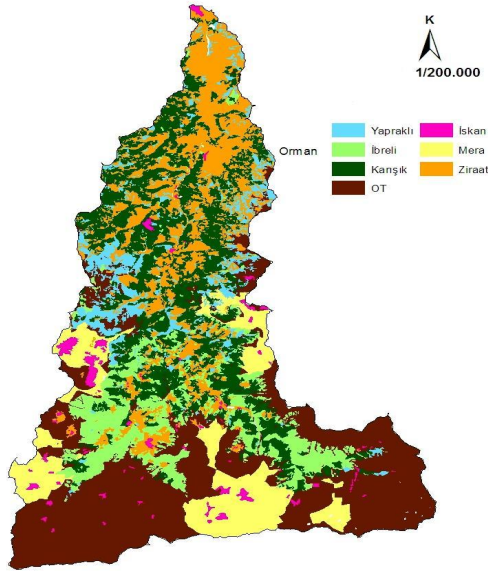 K
1/200.000
Orman
Yapraklı
İbreli
Karışık
OT
İskan
Mera
Ziraat